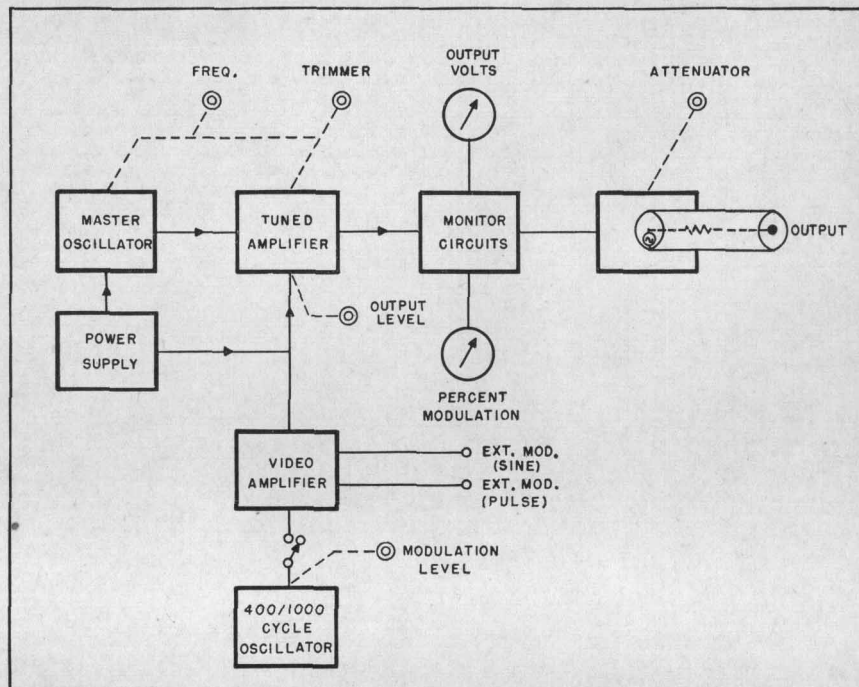 FREQ.
TRIMMER
OUTPUT
VOLTS
ATTENUATOR
MASTER
OSCILLATOR
TUNED
AMPLIFIER
MONITOR
CIRCUITS
OUTPUT
OUTPUT
LEVEL
POWER
SUPPLY
PERCENT
MODULATION
VIDEO
AMPLIFIER
EXT. MOD.
(SINE)
EXT. MOD.
(PULSE)
MODULATION
LEVEL
400/1000
CYCLE
OSCILLATOR